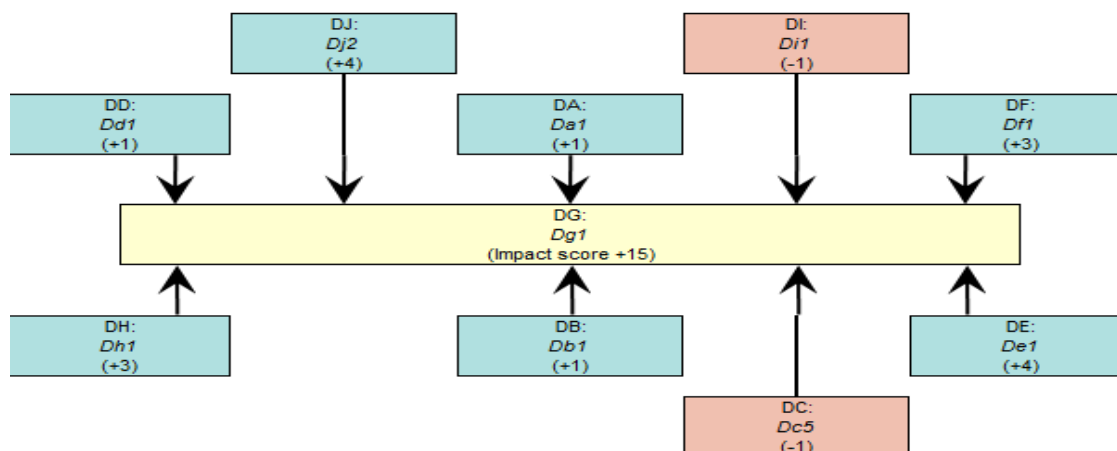 DJ:
Dj2
(+4)
DI:
Di1
(-1)
DD:
Dd1
(+1)
DA:
Da1
(+1)
DF:
Df1
(+3)
DG:
Dg1
(Impact score +15)
DH:
Dh1
(+3)
DB:
Db1
(+1)
DE:
De1
(+4)
DC:
Dc5
(-1)